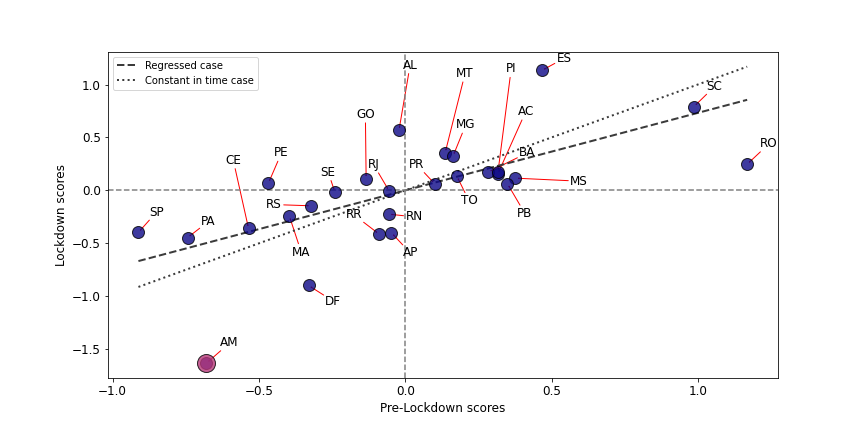 Regressed case
Constant in time case
AL
ES
PI
MT
SC
GO
MG
AC
RO
CE
PE
SE
RJ
PR
BA
MS
SP
PA
RS
RR
RN
TO
PB
MA
AP
DF
AM
1.0
0.5
0.0
−0.5
−1.0
−1.5
Lockdown scores
−1.0
−0.5
0.0
0.5
1.0
Pre-Lockdown scores